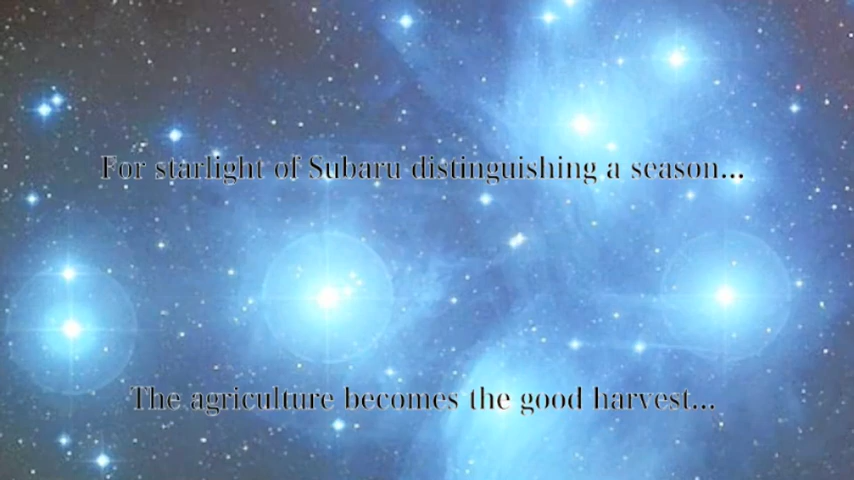 For starlight of Subaru distinguishing a season...
The agriculture becomes the good harvest...